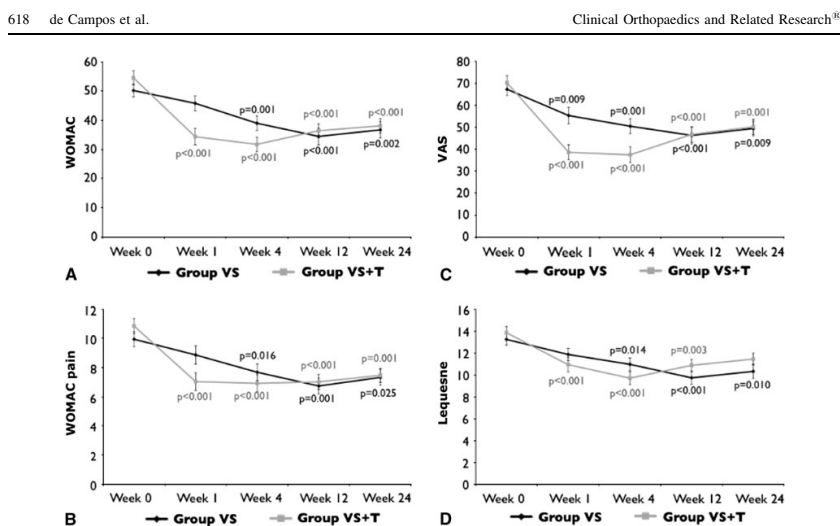 618 de Campos et al. Clinical Orthopaedics and Related Research®
60
50
40
30
20
10
0
WOMAC
p=0.001
p<0.001
p<0.001
p<0.001
p<0.001
p<0.001
p<0.001
p=0.002
Week 0 Week 1 Week 4 Week 12 Week 24
A Group VS Group VS+T
80
70
60
50
40
30
20
10
0
VAS
p=0.009
p=0.001
p<0.001
p=0.001
p<0.001
p<0.001
p<0.001
p=0.009
Week 0 Week 1 Week 4 Week 12 Week 24
C Group VS Group VS+T
12
10
8
6
4
2
0
WOMAC pain
p=0.016
p<0.001
p=0.001
p<0.001
p<0.001
p=0.001
p=0.025
Week 0 Week 1 Week 4 Week 12 Week 24
B Group VS Group VS+T
16
14
12
10
8
6
4
2
0
Lequesne
p=0.014
p=0.003
p<0.001
p<0.001
p<0.001
p=0.010
Week 0 Week 1 Week 4 Week 12 Week 24
D Group VS Group VS+T